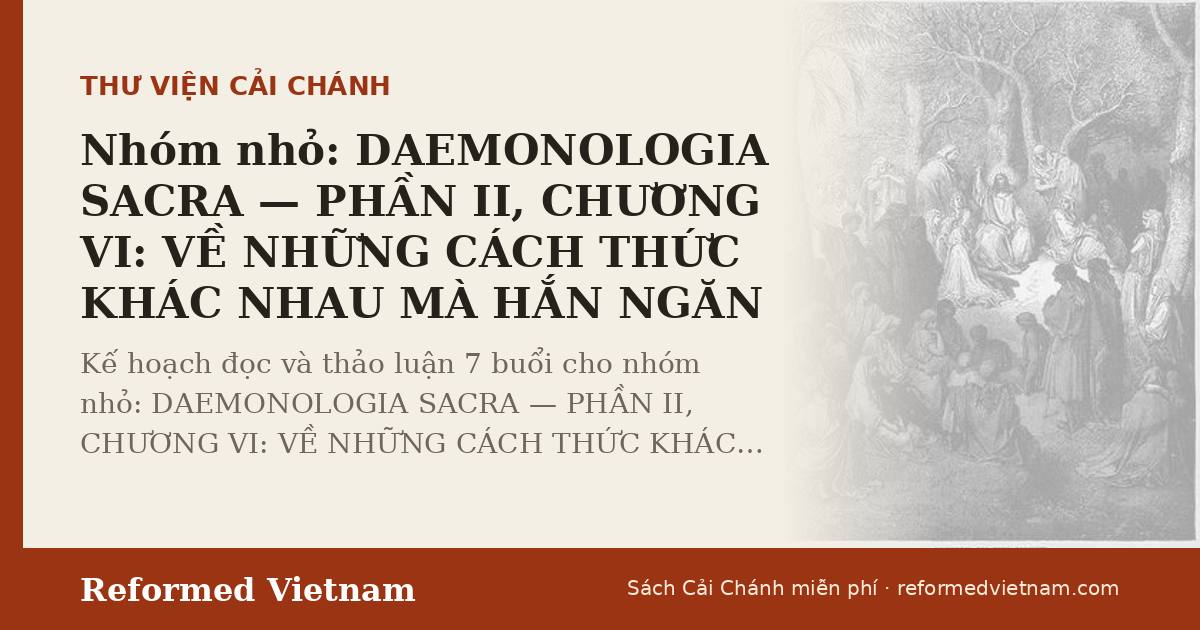 THƯ VIỆN CẢI CHÁNH
Nhóm nhỏ: DAEMONOLOGIA
SACRA — PHẦN II, CHƯƠNG
VI: VỀ NHỮNG CÁCH THỨC
KHÁC NHAU MÀ HẮN NGĂN
Kế hoạch đọc và thảo luận 7 buổi cho nhóm
nhỏ: DAEMONOLOGIA SACRA — PHẦN II,
CHƯƠNG VI: VỀ NHỮNG CÁCH THỨC KHÁC...
Reformed Vietnam
Sách Cải Chánh miễn phí · reformedvietnam.com